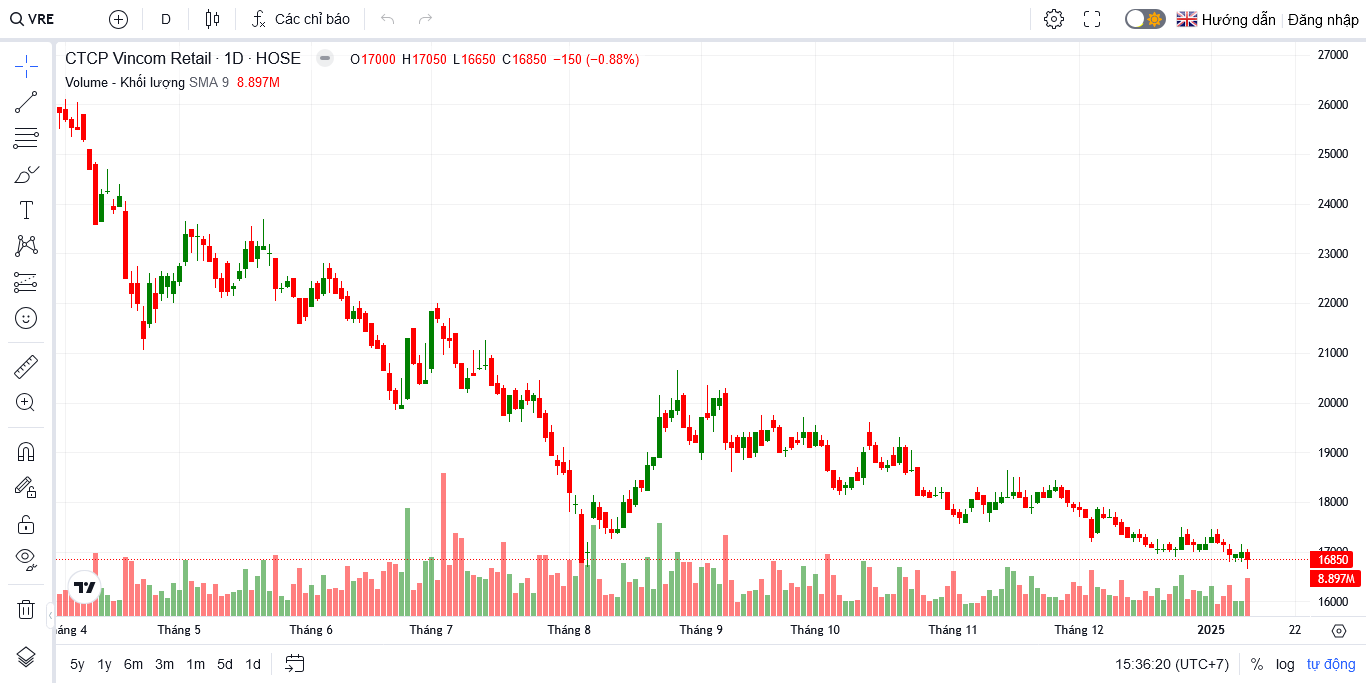 VRE D Các chỉ báo Hướng dẫn Đăng nhập
CTCP Vincom Retail · 1D · HOSE O17000 H17050 L16650 C16850 −150 (−0.88%)
Volume - Khối lượng SMA 9 8.897M
27000
26000
25000
24000
23000
22000
21000
20000
19000
18000
17000
16850
8.897M
16000
áng 4 Tháng 5 Tháng 6 Tháng 7 Tháng 8 Tháng 9 Tháng 10 Tháng 11 Tháng 12 2025 22
5y 1y 6m 3m 1m 5d 1d 15:36:20 (UTC+7) % log tự động